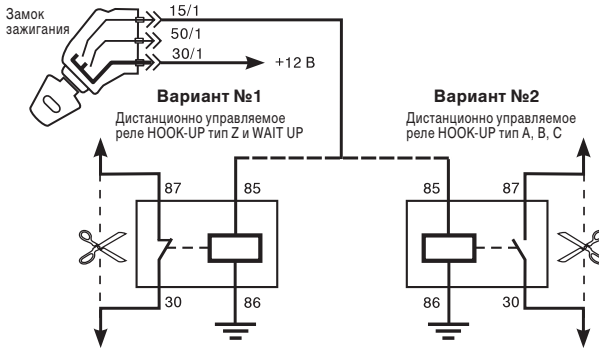 Замок
зажигания
15/1
50/1
30/1
+12 В
Вариант №1
Дистанционно управляемое
реле HOOK-UP тип Z и WAIT UP
Вариант №2
Дистанционно управляемое
реле HOOK-UP тип A, B, C
87
85
85
87
30
86
86
30